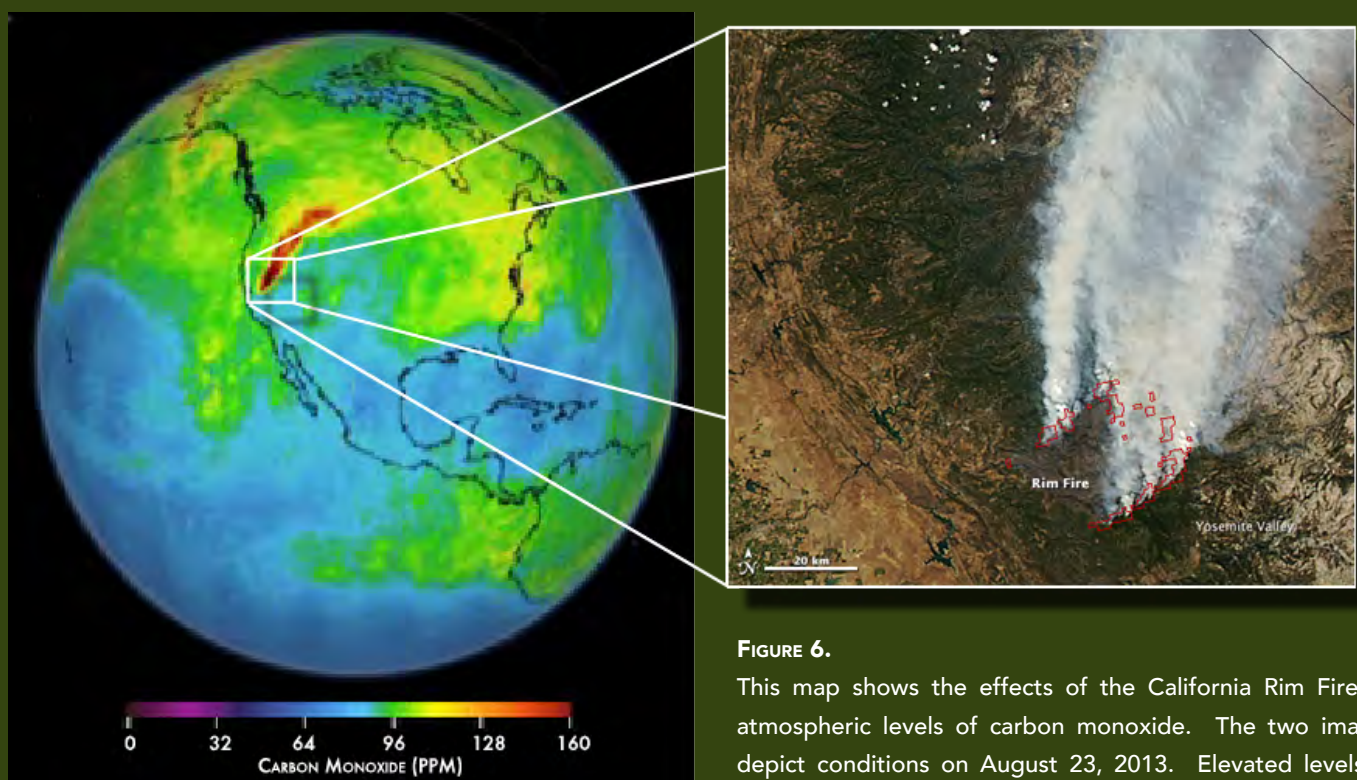 Rim Fire
Yosemite Valley
N
20 km
0 32 64 96 128 160
CARBON MONOXIDE (PPM)
FIGURE 6.
This map shows the effects of the California Rim Fire
atmospheric levels of carbon monoxide. The two ima
depict conditions on August 23, 2013. Elevated levels